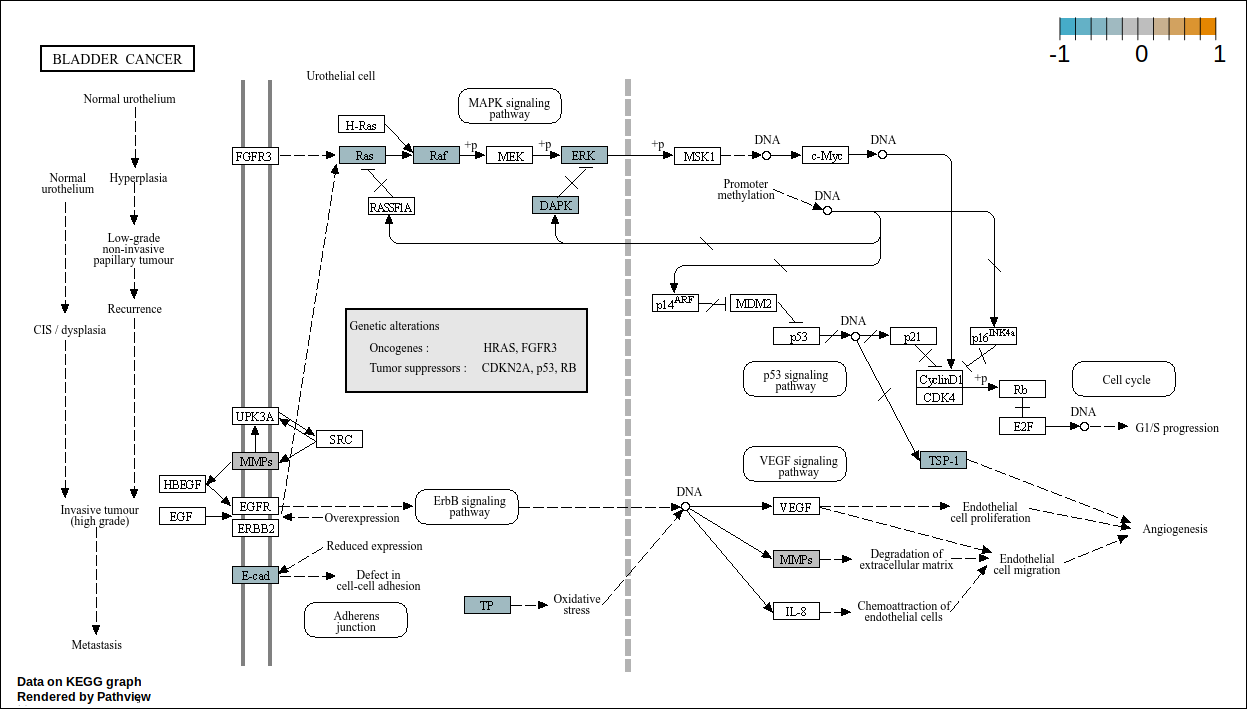 BLADDER CANCER
-1 0 1
Urothelial cell
Normal urothelium
MAPK signaling
pathway
H-Ras
FGFR3
Ras
Raf
+p
MEK
+p
ERK
+p
MSK1
DNA
c-Myc
DNA
Normal
urothelium
Hyperplasia
Promoter
methylation
DNA
RASSF1A
DAPK
Low-grade
non-invasive
papillary tumour
Recurrence
CIS / dysplasia
p14ARF
MDM2
p53
DNA
p21
p16INK4a
Genetic alterations
Oncogenes : HRAS, FGFR3
Tumor suppressors : CDKN2A, p53, RB
p53 signaling
pathway
CyclinD1
CDK4
+p
Rb
Cell cycle
E2F
DNA
G1/S progression
UPK3A
SRC
MMPs
HBEGF
EGFR
EGF
ERBB2
Overexpression
ErbB signaling
pathway
VEGF signaling
pathway
TSP-1
DNA
VEGF
Endothelial
cell proliferation
Angiogenesis
Invasive tumour
(high grade)
Reduced expression
E-cad
Defect in
cell-cell adhesion
MMPs
Degradation of
extracellular matrix
Endothelial
cell migration
TP
Oxidative
stress
IL-8
Chemoattraction of
endothelial cells
Adherens
junction
Metastasis
Data on KEGG graph
Rendered by Pathview